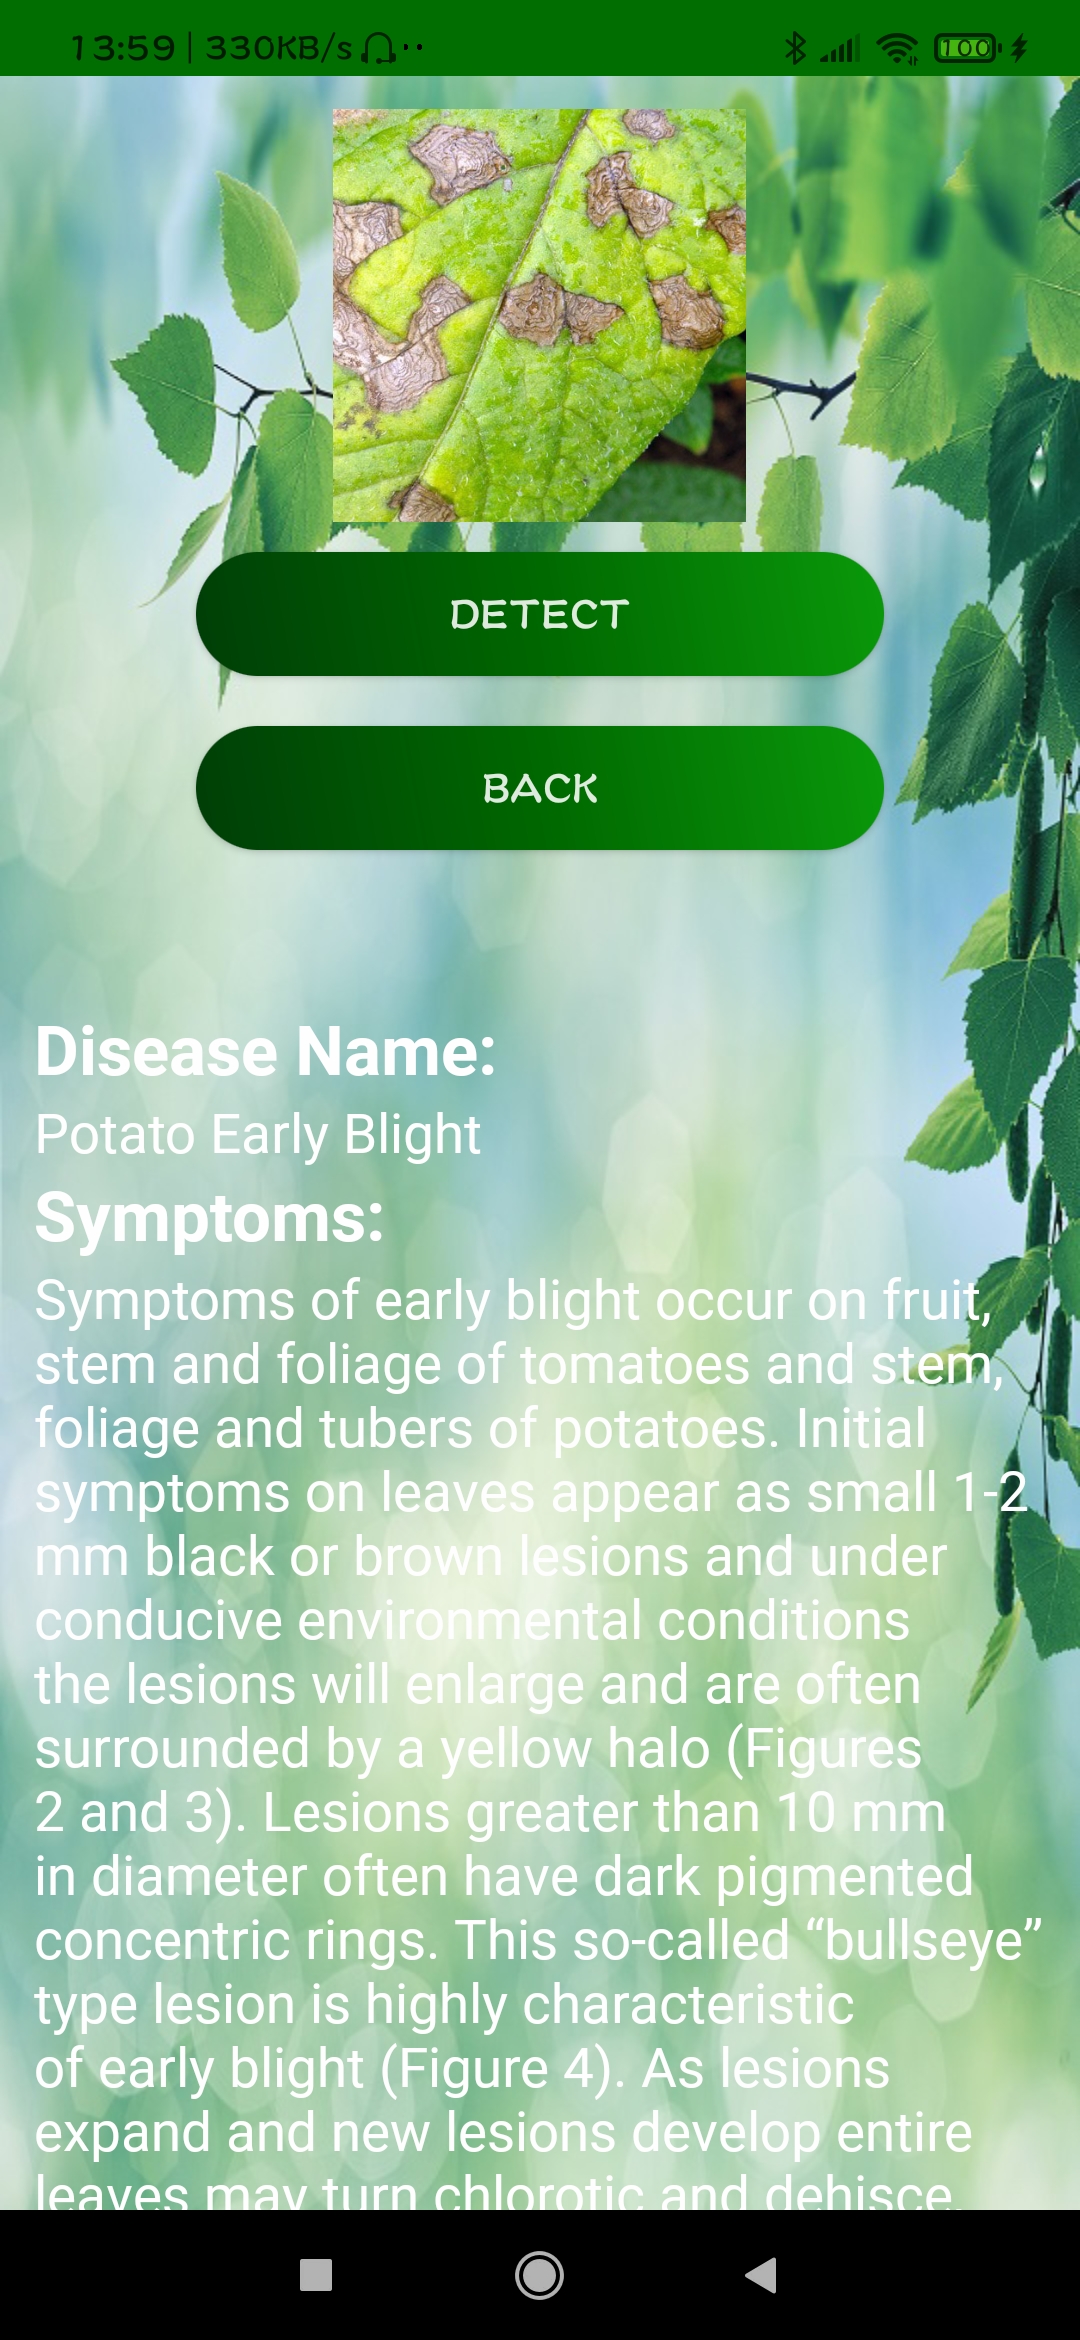 13:59 | 330KB/s
100
DETECT
BACK
Disease Name:
Potato Early Blight
Symptoms:
Symptoms of early blight occur on fruit,
stem and foliage of tomatoes and stem,
foliage and tubers of potatoes. Initial
symptoms on leaves appear as small 1-2
mm black or brown lesions and under
conducive environmental conditions
the lesions will enlarge and are often
surrounded by a yellow halo (Figures
2 and 3). Lesions greater than 10 mm
in diameter often have dark pigmented
concentric rings. This so-called “bullseye”
type lesion is highly characteristic
of early blight (Figure 4). As lesions
expand and new lesions develop entire
leaves may turn chlorotic and dehisce,